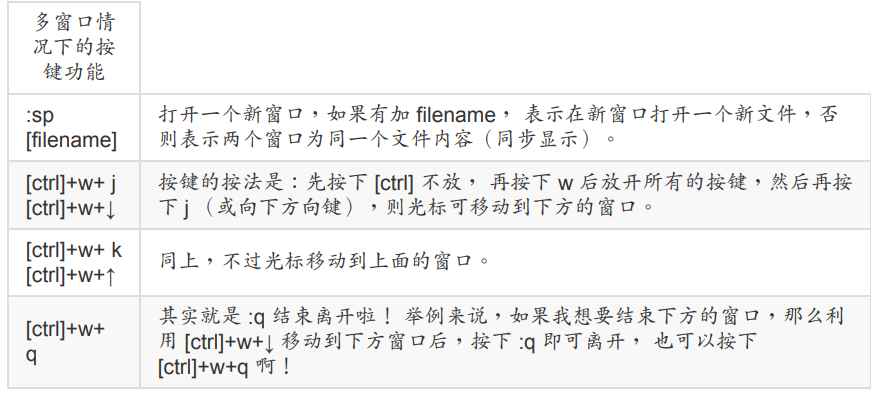 多窗口情
况下的按
键功能
:sp
[filename]
打开一个新窗口，如果有加 filename， 表示在新窗口打开一个新文件，否
则表示两个窗口为同一个文件内容（同步显示）。
[ctrl]+w+ j
[ctrl]+w+↓
按键的按法是：先按下 [ctrl] 不放， 再按下 w 后放开所有的按键，然后再按
下 j （或向下方向键），则光标可移动到下方的窗口。
[ctrl]+w+ k
[ctrl]+w+↑
同上，不过光标移动到上面的窗口。
[ctrl]+w+
q
其实就是 :q 结束离开啦！ 举例来说，如果我想要结束下方的窗口，那么利
用 [ctrl]+w+↓ 移动到下方窗口后，按下 :q 即可离开， 也可以按下
[ctrl]+w+q 啊！